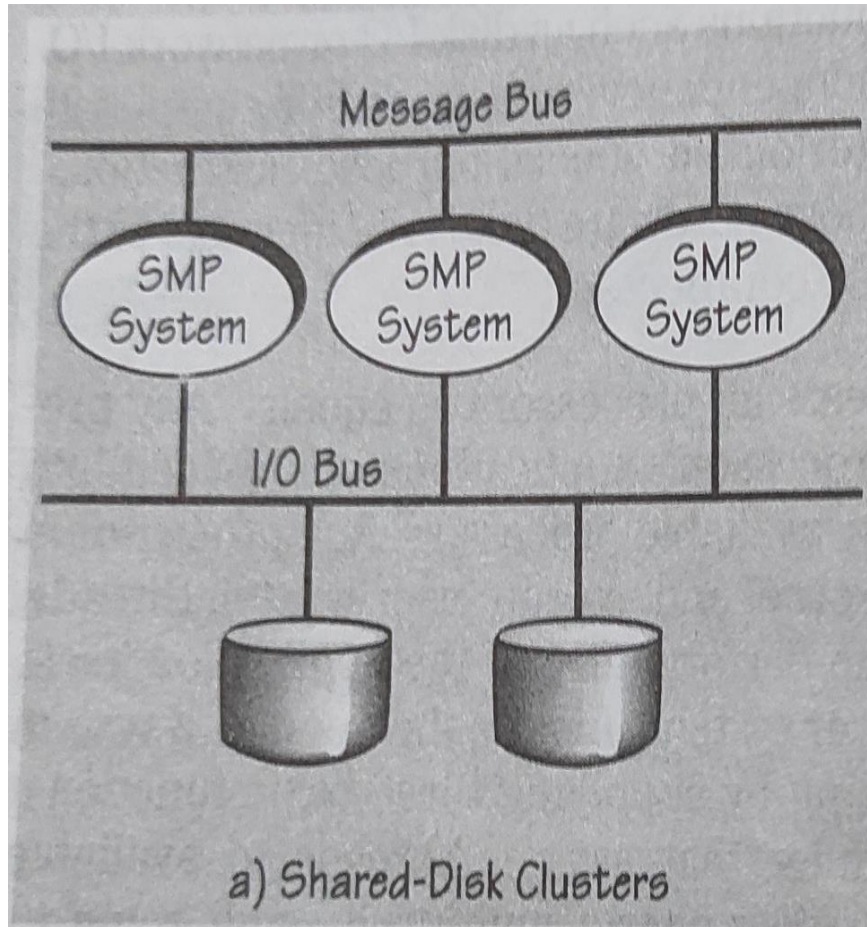 Message Bus
SMP
System
SMP
System
SMP
System
I/O Bus
a) Shared-Disk Clusters